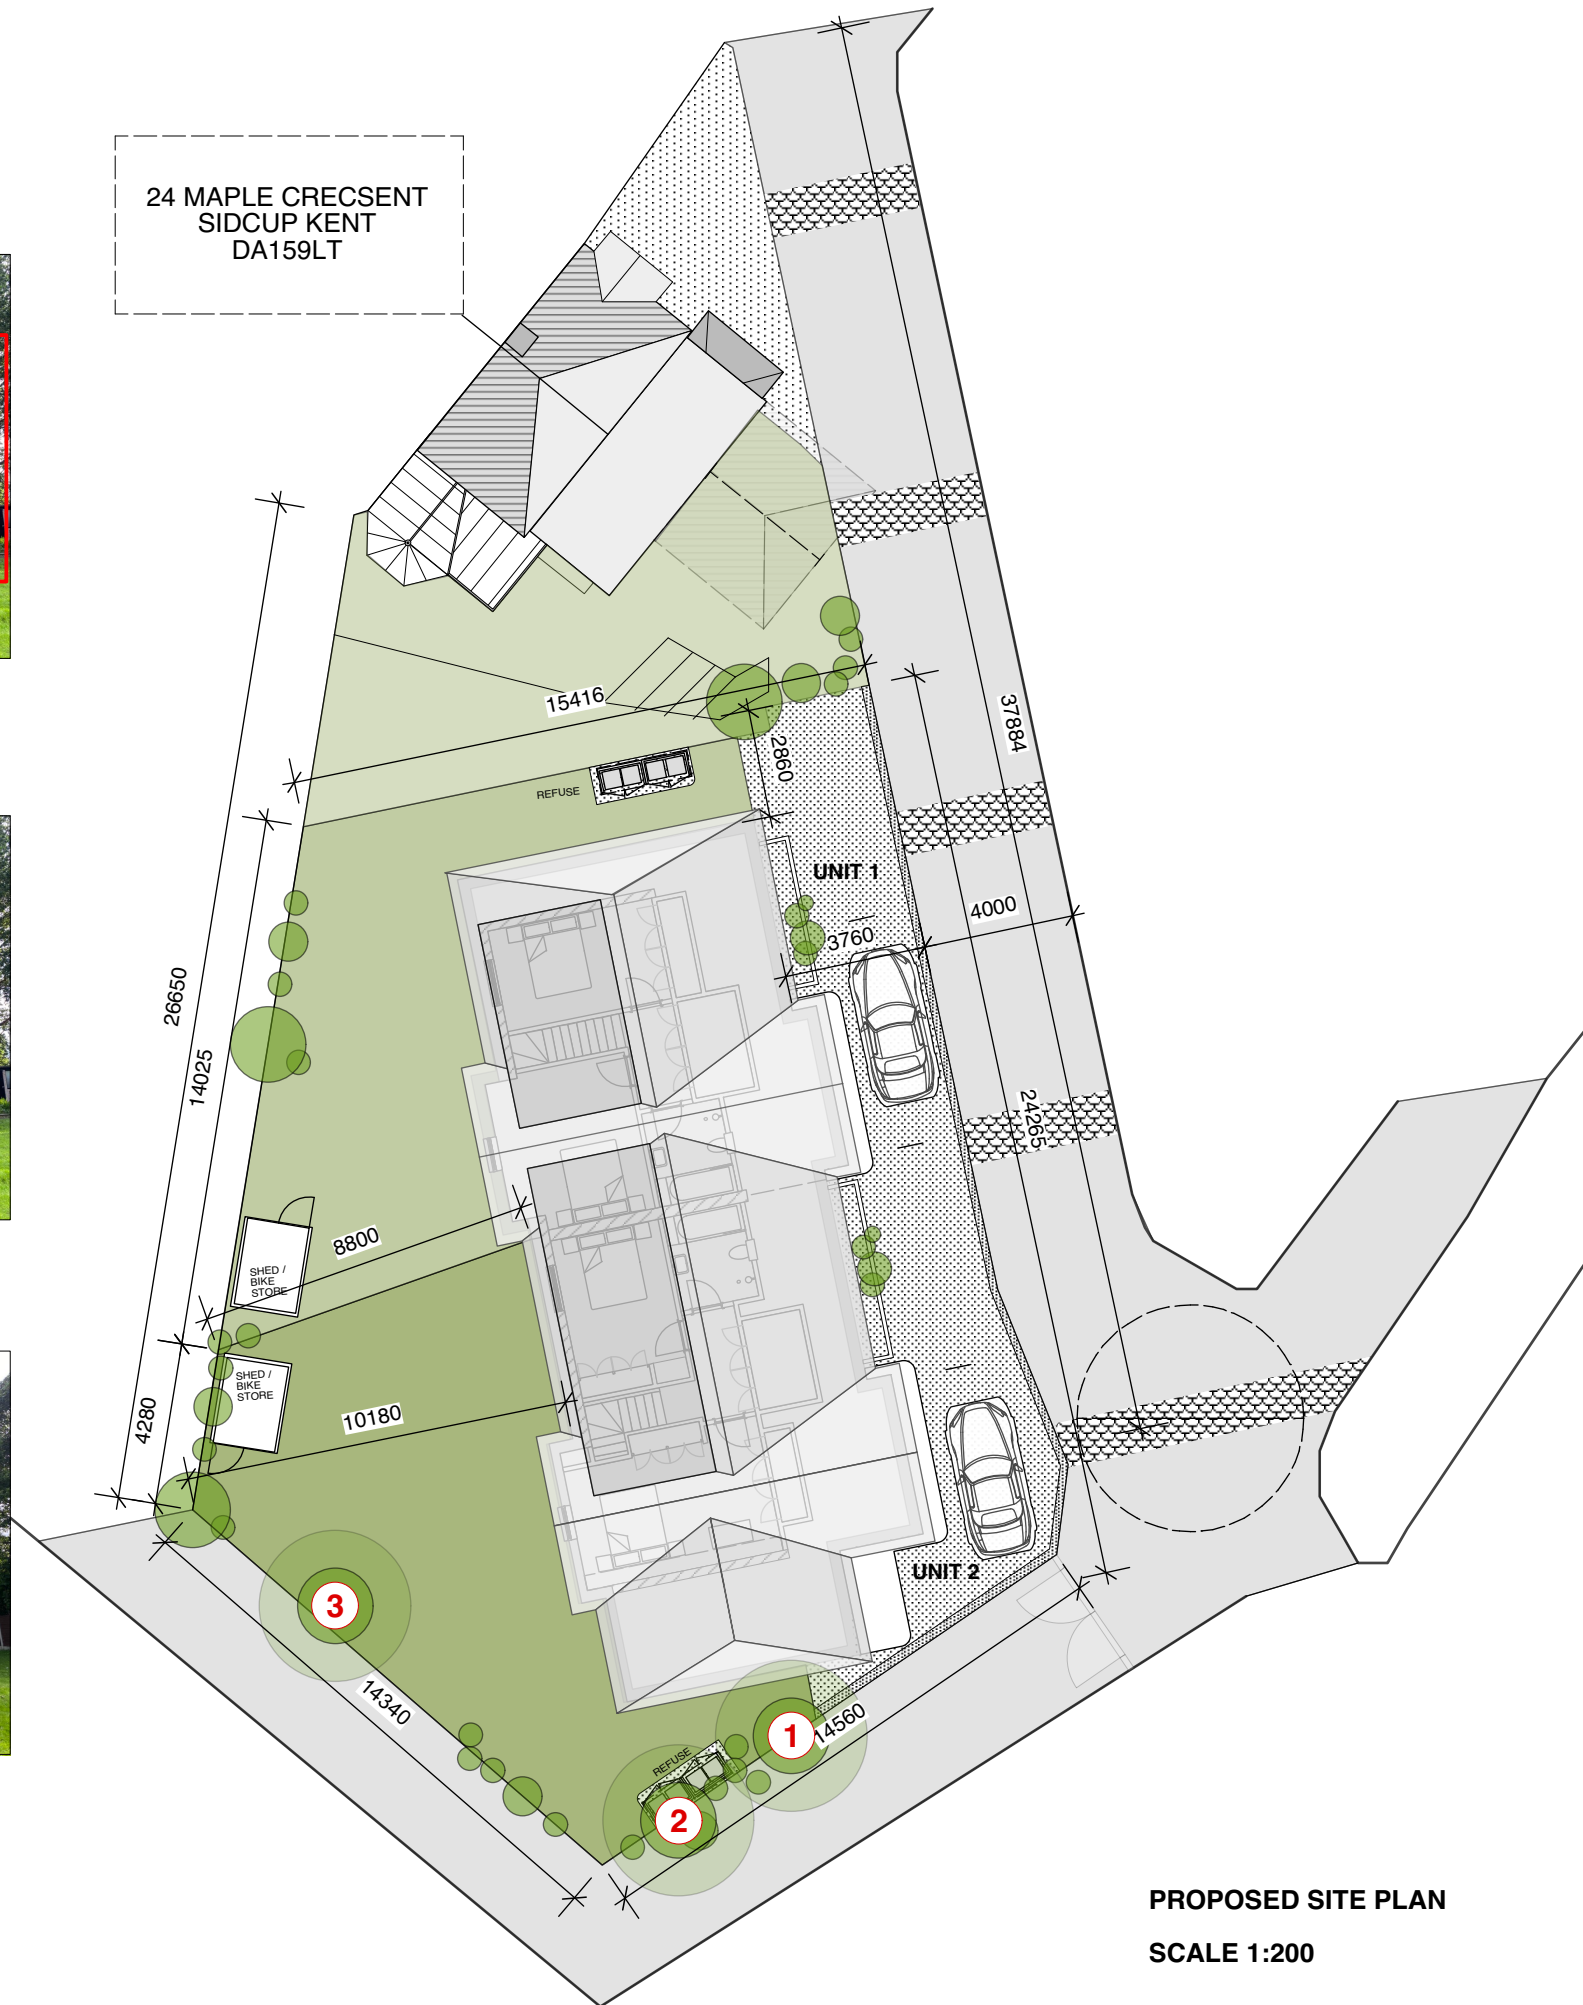 24 MAPLE CRECSENT
SIDCUP KENT
DA159LT
15416
2860
37884
REFUSE
UNIT 1
4000
3760
26650
14025
24265
8800
SHED /
BIKE
STORE
SHED /
BIKE
STORE
10180
4280
UNIT 2
3
14340
1
14560
REFUSE
2
PROPOSED SITE PLAN
SCALE 1:200